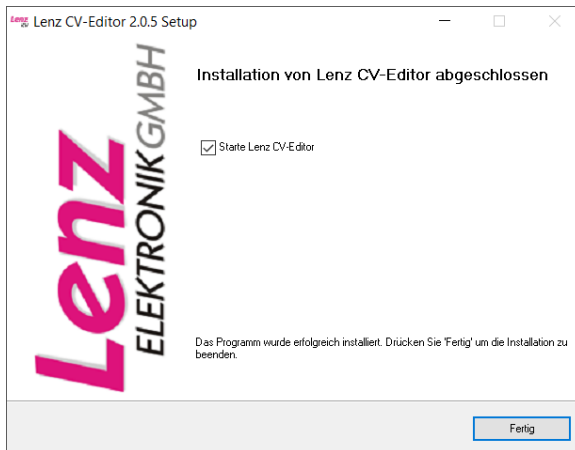 Lenz CV-Editor 2.0.5 Setup
Lenz
ELEKTRONIK GMBH
Installation von Lenz CV-Editor abgeschlossen
Starte Lenz CV-Editor
Das Programm wurde erfolgreich installiert. Drücken Sie 'Fertig' um die Installation zu
beenden.
Fertig